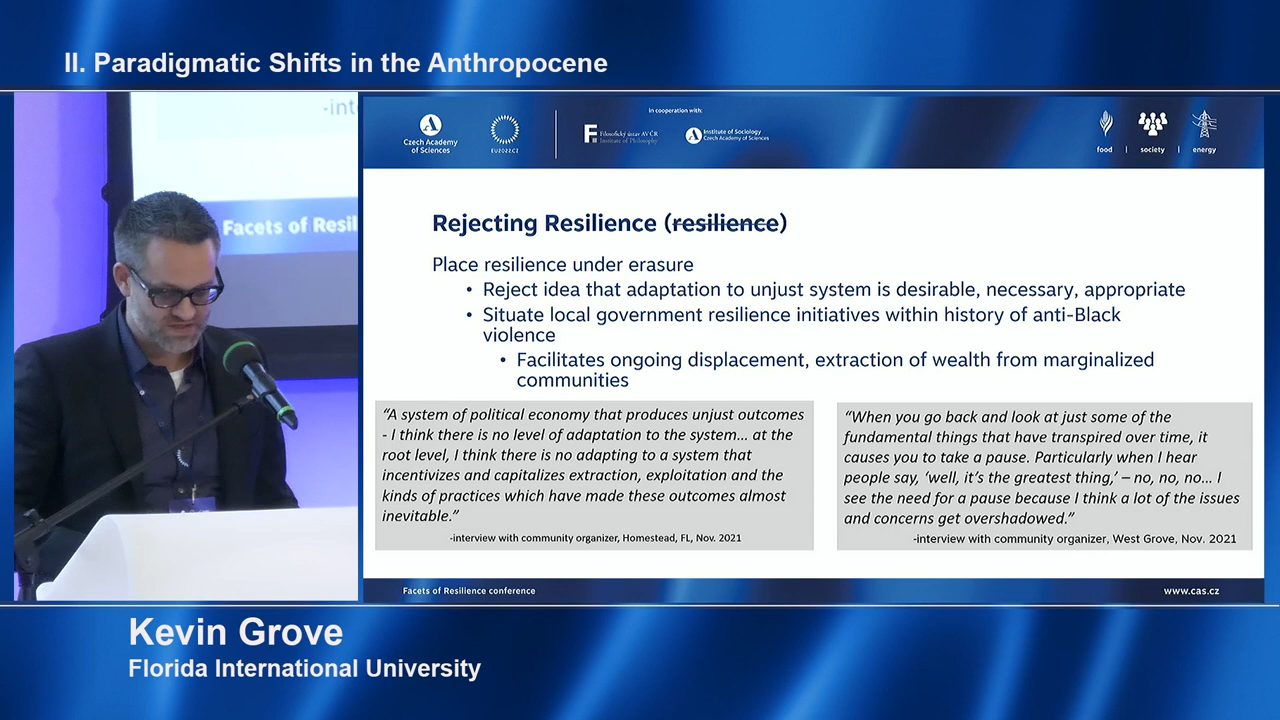 II. Paradigmatic Shifts in the Anthropocene
-inte
Facets of Resil
Czech Academy
of Sciences
EU2022CZ
In cooperation with:
Filosofický ústav AV ČR
Institute of Philosophy
Institute of Sociology
Czech Academy of Sciences
food | society | energy
Rejecting Resilience (resilience)
Place resilience under erasure
• Reject idea that adaptation to unjust system is desirable, necessary, appropriate
• Situate local government resilience initiatives within history of anti-Black
violence
• Facilitates ongoing displacement, extraction of wealth from marginalized
communities
“A system of political economy that produces unjust outcomes
- I think there is no level of adaptation to the system... at the
root level, I think there is no adapting to a system that
incentivizes and capitalizes extraction, exploitation and the
kinds of practices which have made these outcomes almost
inevitable.”
-interview with community organizer, Homestead, FL, Nov. 2021
“When you go back and look at just some of the
fundamental things that have transpired over time, it
causes you to take a pause. Particularly when I hear
people say, ‘well, it’s the greatest thing,’ – no, no, no... I
see the need for a pause because I think a lot of the issues
and concerns get overshadowed.”
-interview with community organizer, West Grove, Nov. 2021
Facets of Resilience conference
www.cas.cz
Kevin Grove
Florida International University